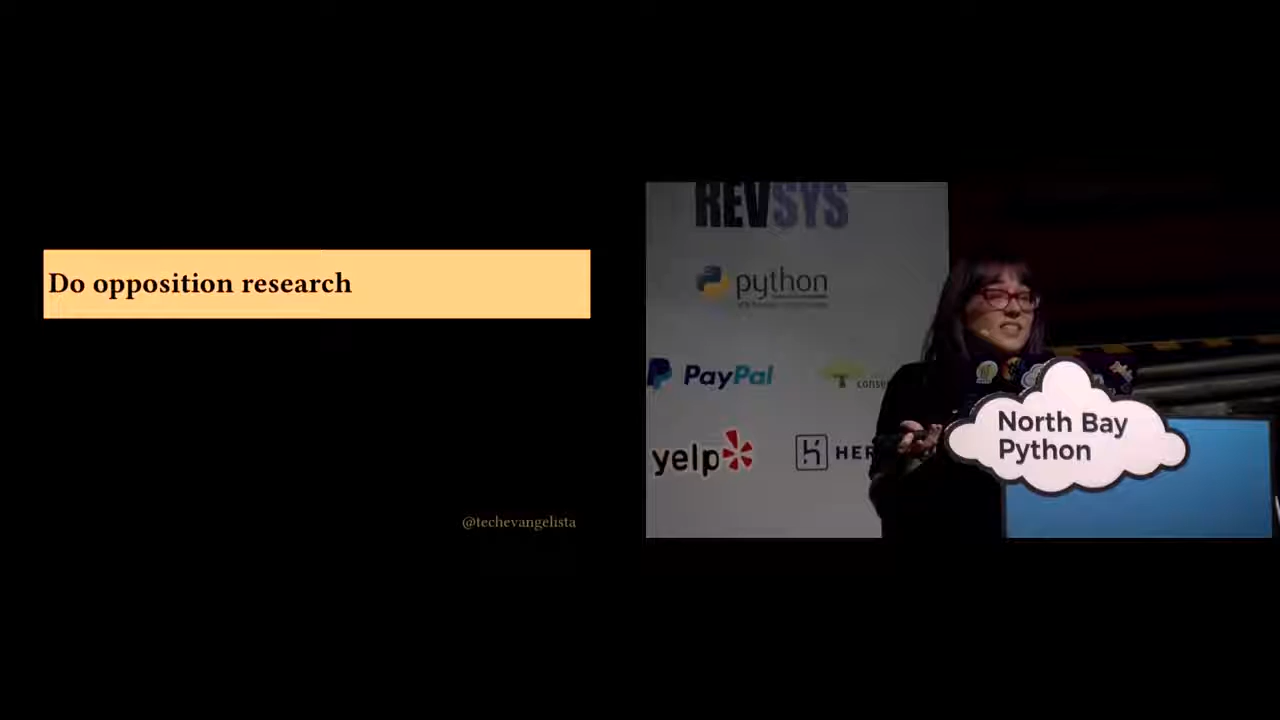 Do opposition research
@techevangelista
REVSYS
python
PayPal
yelp
North Bay
Python